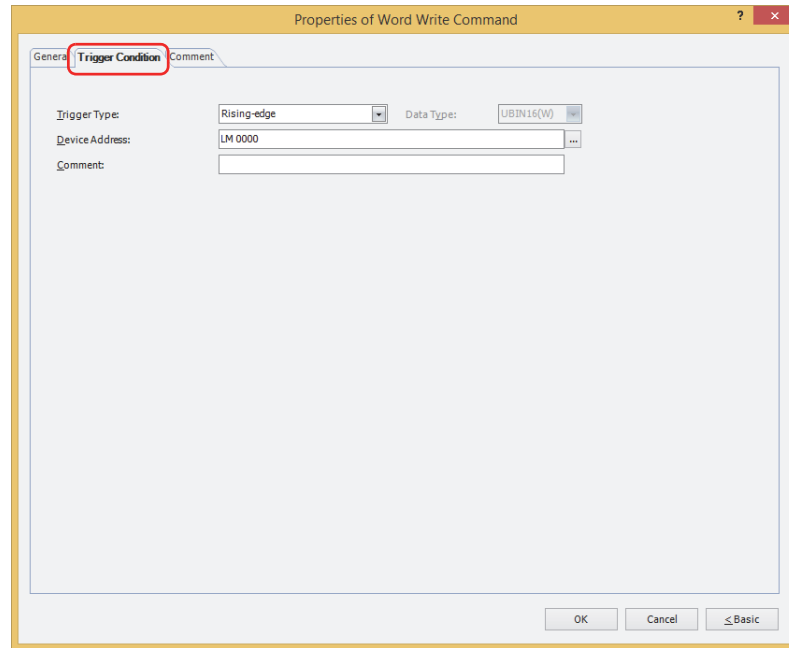 Properties of Word Write Command
? ×
General Trigger Condition Comment
Trigger Type: Rising-edge Data Type: UBIN16(W)
Device Address: LM 0000 ...
Comment:
OK Cancel < Basic